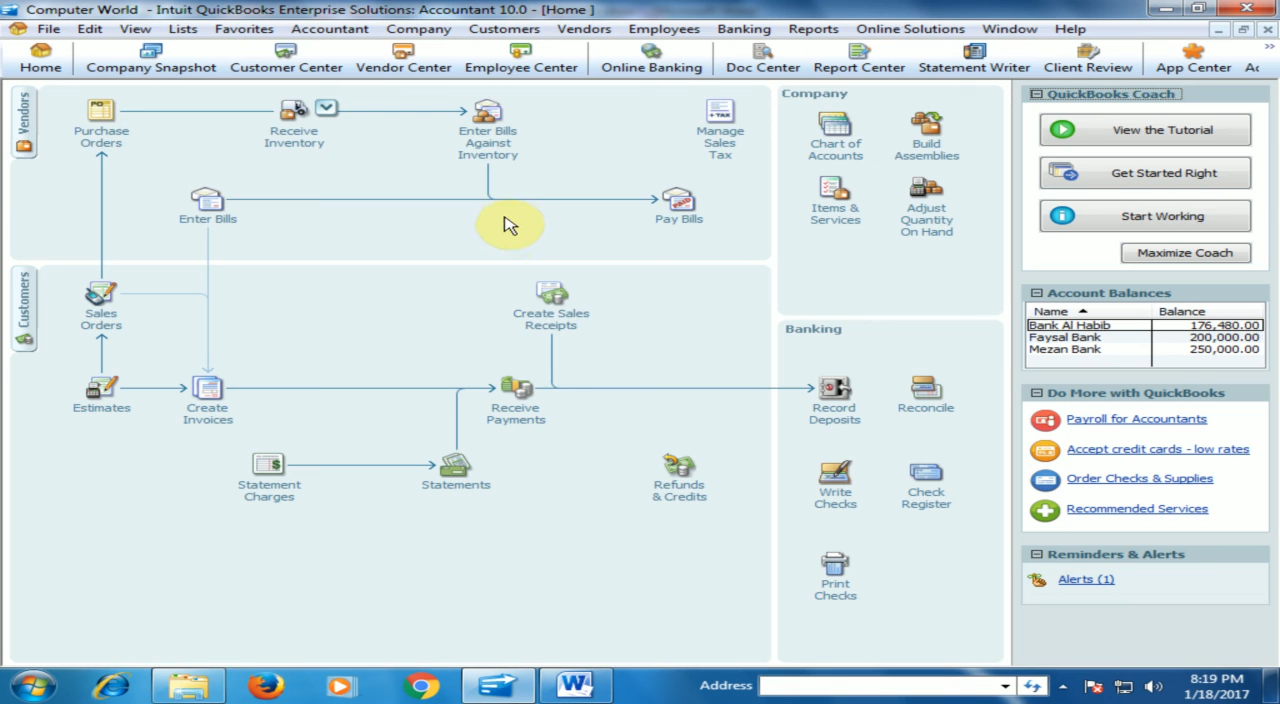 Computer World - Intuit QuickBooks Enterprise Solutions: Accountant 10.0 - [Home ]
File Edit View Lists Favorites Accountant Company Customers Vendors Employees Banking Reports Online Solutions Window Help
Home Company Snapshot Customer Center Vendor Center Employee Center Online Banking Doc Center Report Center Statement Writer Client Review App Center Ac
Vendors
Purchase
Orders
Receive
Inventory
Enter Bills
Against
Inventory
+ TAX
Manage
Sales
Tax
Enter Bills
PAID
Pay Bills
Customers
Sales
Orders
Create Sales
Receipts
Estimates
Create
Invoices
Receive
Payments
Statement
Charges
Statements
Refunds
& Credits
Company
Chart of
Accounts
Build
Assemblies
Items &
Services
Adjust
Quantity
On Hand
Banking
Record
Deposits
Reconcile
Write
Checks
Check
Register
Print
Checks
QuickBooks Coach
View the Tutorial
Get Started Right
Start Working
Maximize Coach
Account Balances
Name Balance
Bank Al Habib 176,480.00
Faysal Bank 200,000.00
Mezan Bank 250,000.00
Do More with QuickBooks
Payroll for Accountants
Accept credit cards - low rates
Order Checks & Supplies
Recommended Services
Reminders & Alerts
Alerts (1)
Address
8:19 PM
1/18/2017